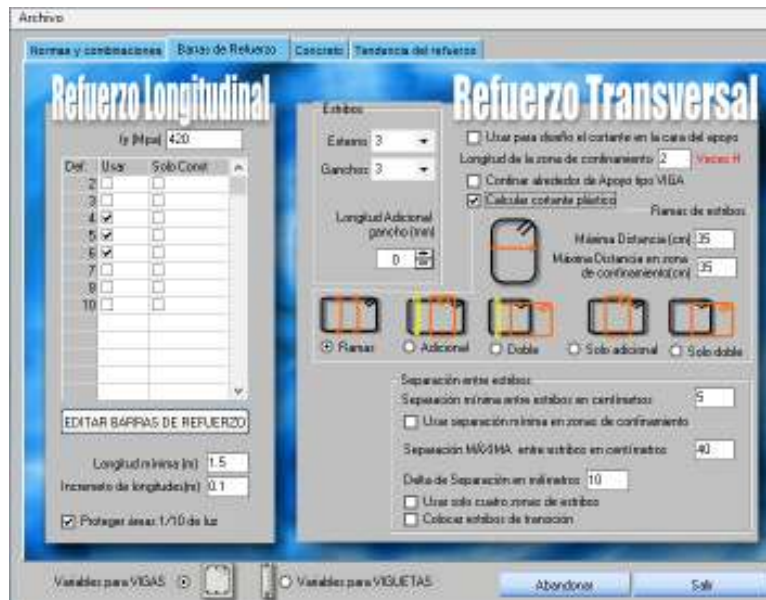 Archivo
Normas y combinaciones
Barras de Refuerzo
Concreto
Tendencia del refuerzo
Refuerzo Longitudinal
fy (Mpa) 420
Def. Usar Solo Const
2
3
4
5
6
7
8
10
EDITAR BARRAS DE REFUERZO
Longitud mínima (m) 1.5
Incremento de longitudes(m) 0.1
Proteger áreas 1/10 de luz
Refuerzo Transversal
Estribos
Externo 3
Ganchos 3
Longitud Adicional
gancho (mm)
0
Usar para diseño el cortante en la cara del apoyo
Longitud de la zona de confinamiento 2 Veces H
Confinar alrededor de Apoyo tipo VIGA
Calcular cortante plástico
Ramas de estribos
Máxima Distancia (cm) 35
Máxima Distancia en zona
de confinamiento(cm) 35
Ramas
Adicional
Doble
Solo adicional
Solo doble
Separación entre estribos
Separación mínima entre estribos en centímetros 5
Usar separación mínima en zonas de confinamiento
Separación MÁXIMA entre estribos en centímetros 40
Delta de Separación en milímetros 10
Usar solo cuatro zonas de estribos
Colocar estribos de transición
Variables para VIGAS
Variables para VIGUETAS
Abandonar
Salir